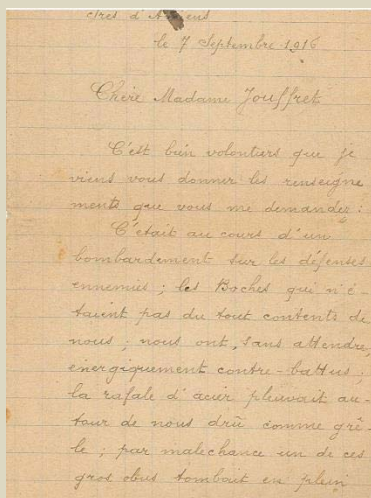 d'Amiens
le 7 Septembre 1916
Chère Madame Jouffret
C'est bien volontiers que je
viens vous donner les renseigne
ments que vous me demandez :
C'était au cours d'un
bombardement sur les défenses
ennemies ; les Boches qui n'é-
taient pas du tout contents de
nous ; nous ont, sans attendre,
énergiquement contre-battus ;
la rafale d'acier pleuvait au-
tour de nous drû comme grê-
le ; par malechance un de ces
gros obus tombait en plein